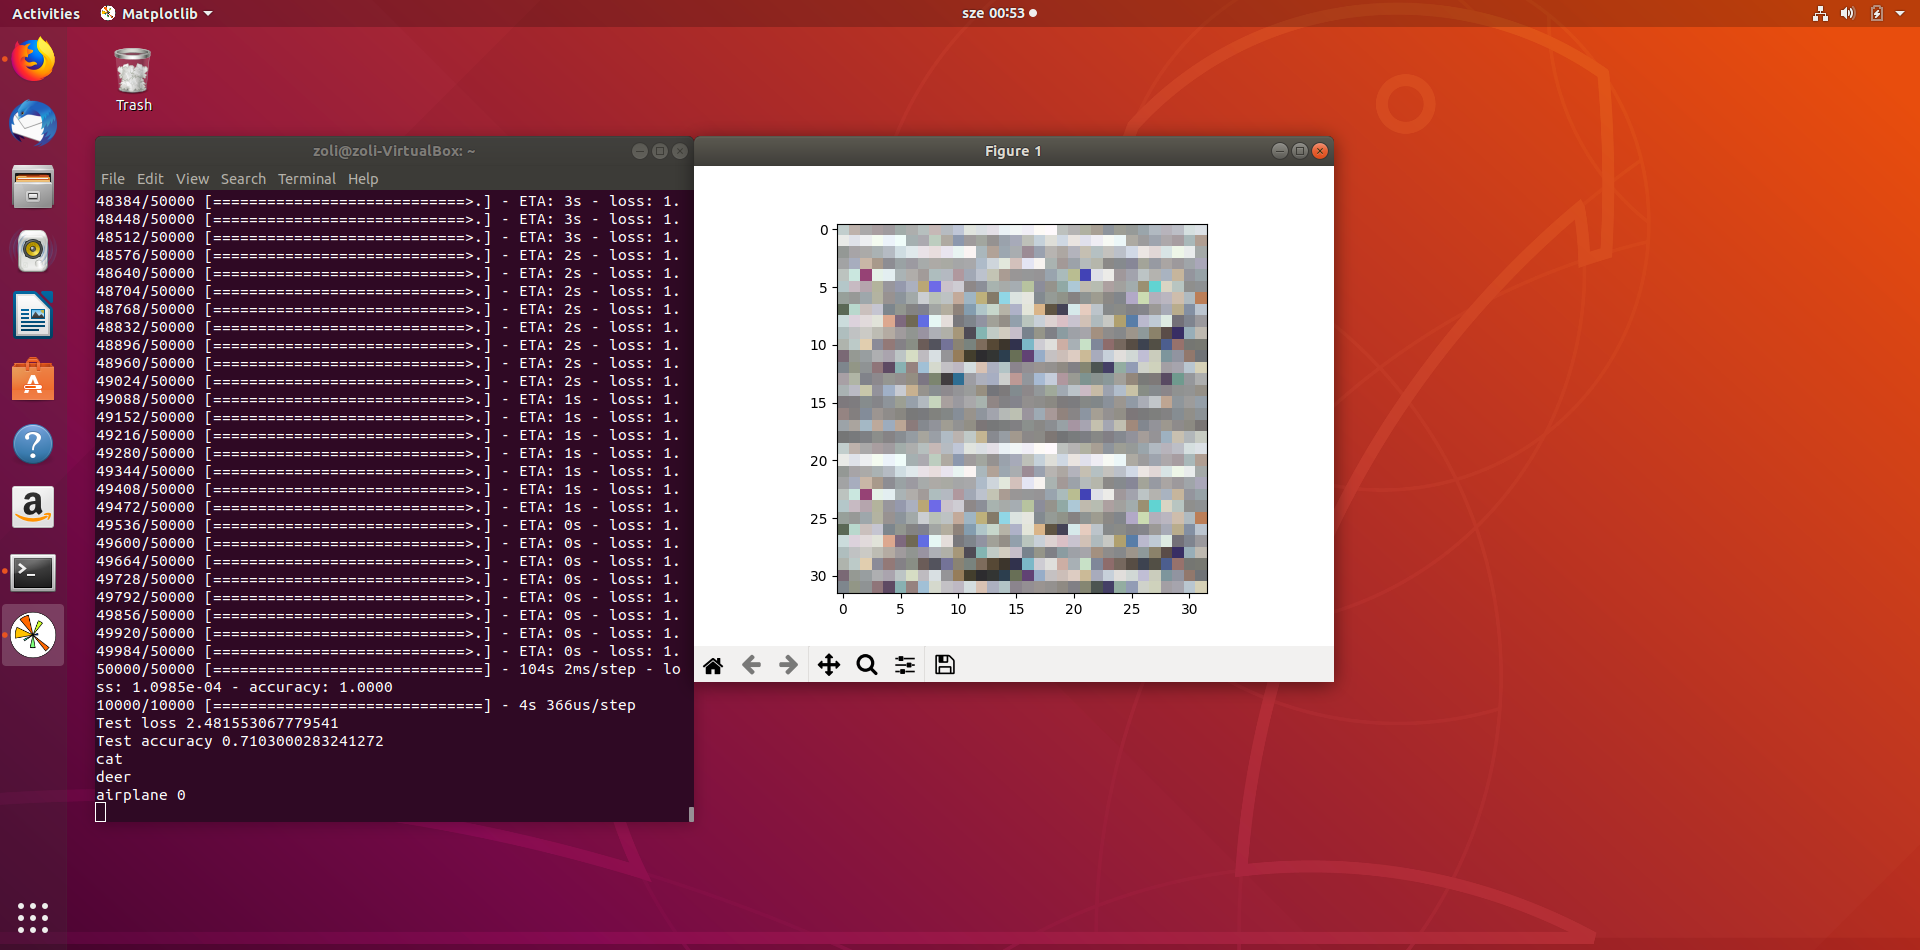 Activities Matplotlib sze 00:53
Trash
zoli@zoli-VirtualBox: ~
File Edit View Search Terminal Help
48384/50000 [============================>.] - ETA: 3s - loss: 1.
48448/50000 [============================>.] - ETA: 3s - loss: 1.
48512/50000 [============================>.] - ETA: 3s - loss: 1.
48576/50000 [============================>.] - ETA: 2s - loss: 1.
48640/50000 [============================>.] - ETA: 2s - loss: 1.
48704/50000 [============================>.] - ETA: 2s - loss: 1.
48768/50000 [============================>.] - ETA: 2s - loss: 1.
48832/50000 [============================>.] - ETA: 2s - loss: 1.
48896/50000 [============================>.] - ETA: 2s - loss: 1.
48960/50000 [============================>.] - ETA: 2s - loss: 1.
49024/50000 [============================>.] - ETA: 2s - loss: 1.
49088/50000 [============================>.] - ETA: 1s - loss: 1.
49152/50000 [============================>.] - ETA: 1s - loss: 1.
49216/50000 [============================>.] - ETA: 1s - loss: 1.
49280/50000 [============================>.] - ETA: 1s - loss: 1.
49344/50000 [============================>.] - ETA: 1s - loss: 1.
49408/50000 [============================>.] - ETA: 1s - loss: 1.
49472/50000 [============================>.] - ETA: 1s - loss: 1.
49536/50000 [============================>.] - ETA: 0s - loss: 1.
49600/50000 [============================>.] - ETA: 0s - loss: 1.
49664/50000 [============================>.] - ETA: 0s - loss: 1.
49728/50000 [============================>.] - ETA: 0s - loss: 1.
49792/50000 [============================>.] - ETA: 0s - loss: 1.
49856/50000 [============================>.] - ETA: 0s - loss: 1.
49920/50000 [============================>.] - ETA: 0s - loss: 1.
49984/50000 [============================>.] - ETA: 0s - loss: 1.
50000/50000 [==============================] - 104s 2ms/step - lo
ss: 1.0985e-04 - accuracy: 1.0000
10000/10000 [==============================] - 4s 366us/step
Test loss 2.481553067779541
Test accuracy 0.7103000283241272
cat
deer
airplane 0
Figure 1
0
5
10
15
20
25
30
0 5 10 15 20 25 30